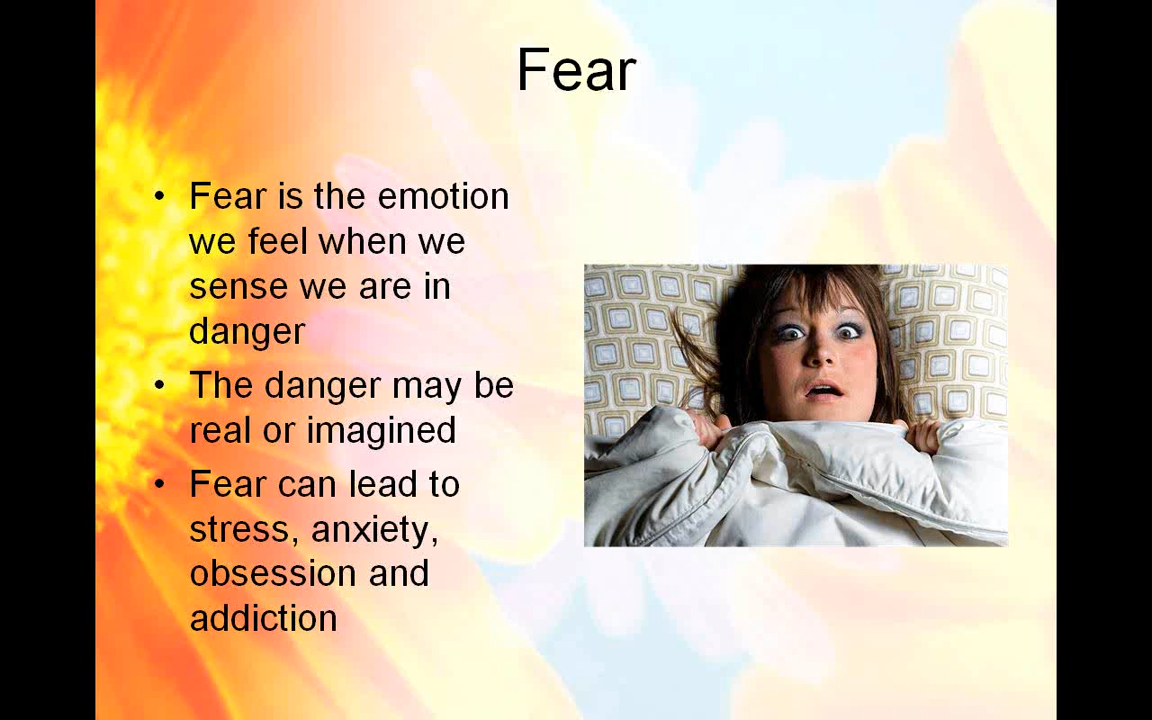 Fear
• Fear is the emotion
we feel when we
sense we are in
danger
• The danger may be
real or imagined
• Fear can lead to
stress, anxiety,
obsession and
addiction